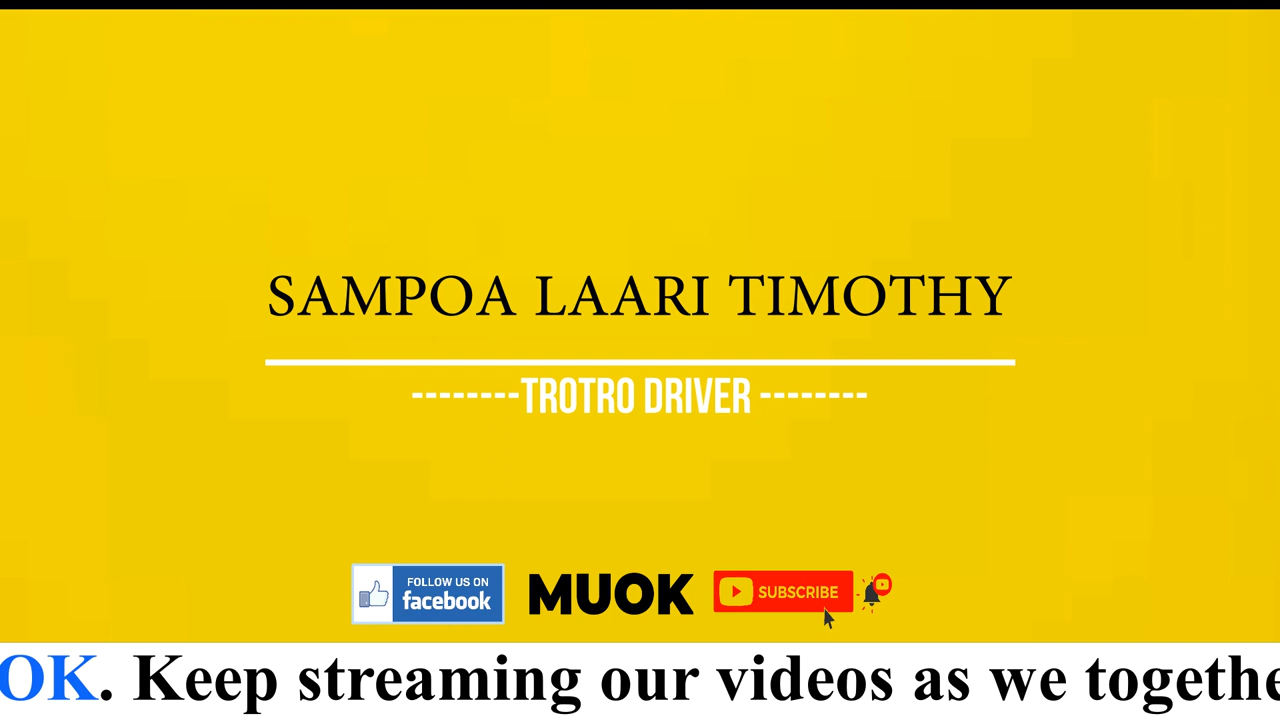 SAMPOA LAARI TIMOTHY
--------TROTRO DRIVER --------
FOLLOW US ON
facebook
MUOK
SUBSCRIBE
OK. Keep streaming our videos as we togethe